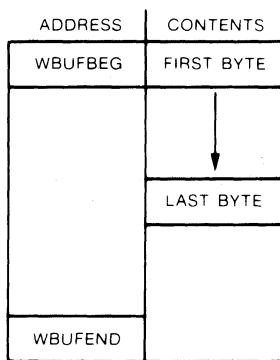 ADDRESS CONTENTS
WBUFBEG FIRST BYTE
LAST BYTE
WBUFEND